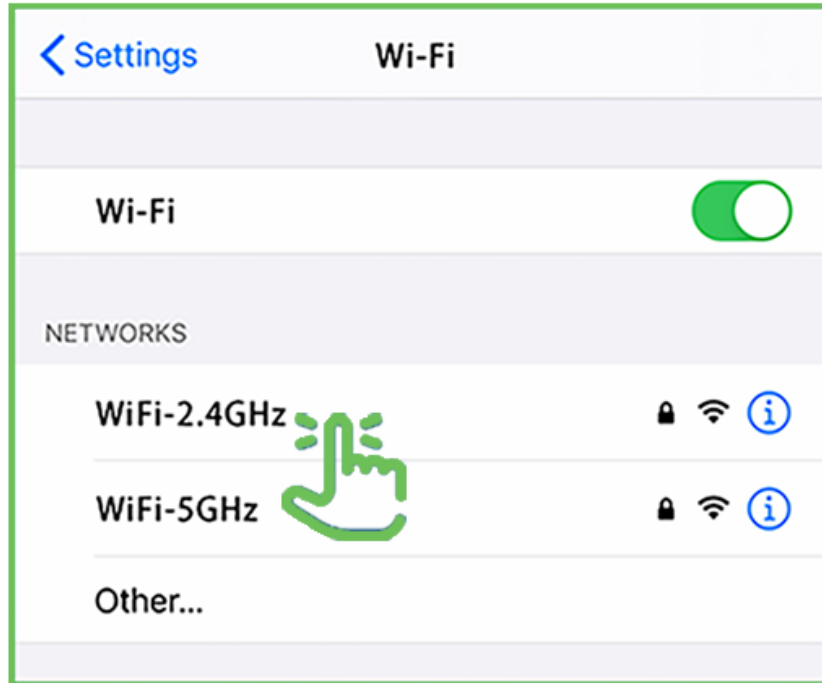 Settings Wi-Fi
Wi-Fi
NETWORKS
WiFi-2.4GHz
WiFi-5GHz
Other...